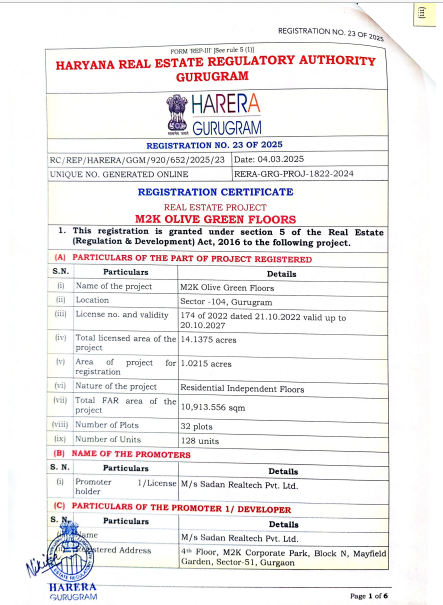 (iii)
REGISTRATION NO. 23 OF 2025
FORM 'REP-III' [See rule 5 (1)]
HARYANA REAL ESTATE REGULATORY AUTHORITY
GURUGRAM
HARERA
GURUGRAM
REGISTRATION NO. 23 OF 2025
RC/REP/HARERA/GGM/920/652/2025/23 Date: 04.03.2025
UNIQUE NO. GENERATED ONLINE RERA-GRG-PROJ-1822-2024
REGISTRATION CERTIFICATE
REAL ESTATE PROJECT
M2K OLIVE GREEN FLOORS
1. This registration is granted under section 5 of the Real Estate
(Regulation & Development) Act, 2016 to the following project.
(A) PARTICULARS OF THE PART OF PROJECT REGISTERED
S.N. Particulars Details
(i) Name of the project M2K Olive Green Floors
(ii) Location Sector -104, Gurugram
(iii) License no. and validity 174 of 2022 dated 21.10.2022 valid up to
20.10.2027
(iv) Total licensed area of the 14.1375 acres
project
(v) Area of project for 1.0215 acres
registration
(vi) Nature of the project Residential Independent Floors
(vii) Total FAR area of the
project 10,913.556 sqm
(viii) Number of Plots 32 plots
(ix) Number of Units 128 units
(B) NAME OF THE PROMOTERS
S. N. Particulars Details
(i) Promoter 1/License M/s Sadan Realtech Pvt. Ltd.
holder
(C) PARTICULARS OF THE PROMOTER 1/ DEVELOPER
S. N. Particulars Details
Name M/s Sadan Realtech Pvt. Ltd.
Registered Address 4th Floor, M2K Corporate Park, Block N, Mayfield
Garden, Sector-51, Gurgaon
HARERA
GURUGRAM
Page 1 of 6